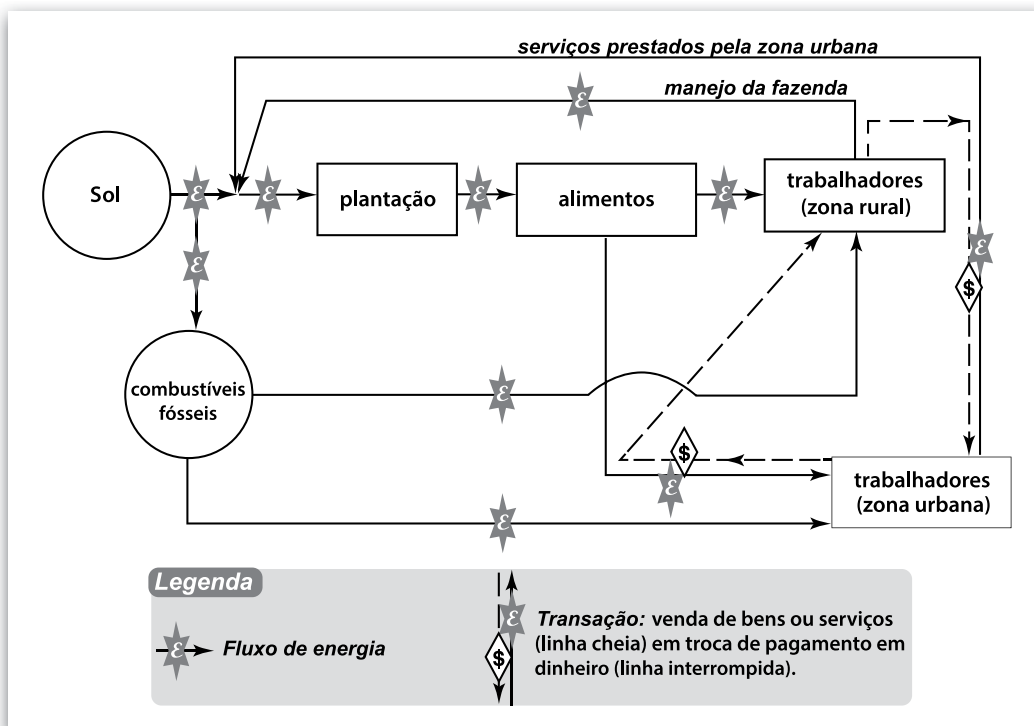 serviços prestados pela zona urbana
manejo da fazenda
ε
Sol
ε
ε
plantação
ε
alimentos
ε
trabalhadores
(zona rural)
ε
ε
$
combustíveis
fósseis
ε
$
ε
trabalhadores
(zona urbana)
ε
Legenda
ε
Fluxo de energia
ε
$
Transação: venda de bens ou serviços
(linha cheia) em troca de pagamento em
dinheiro (linha interrompida).